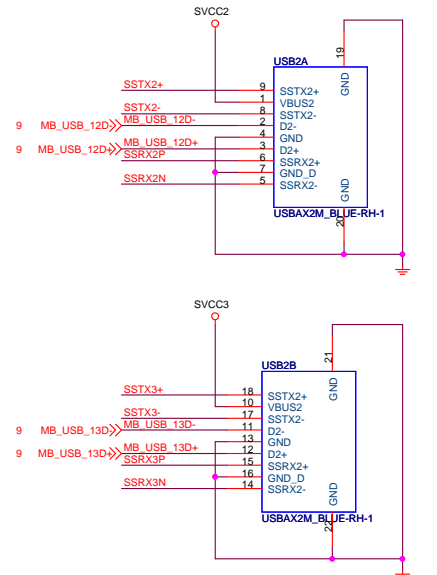 SVCC2
19
USB2A
GND
SSTX2+ 9 SSTX2+
1 VBUS2
SSTX2- 8 SSTX2-
9 MB_USB_12D- MB_USB_12D- 2 D2-
4 GND
9 MB_USB_12D+ MB_USB_12D+ 3 D2+
SSRX2P 6 SSRX2+
7 GND_D
SSRX2N 5 SSRX2-
GND
USBAX2M_BLUE-RH-1
20
SVCC3
21
USB2B
GND
SSTX3+ 18 SSTX2+
10 VBUS2
SSTX3- 17 SSTX2-
9 MB_USB_13D- MB_USB_13D- 11 D2-
13 GND
9 MB_USB_13D+ MB_USB_13D+ 12 D2+
SSRX3P 15 SSRX2+
16 GND_D
SSRX3N 14 SSRX2-
GND
USBAX2M_BLUE-RH-1
22